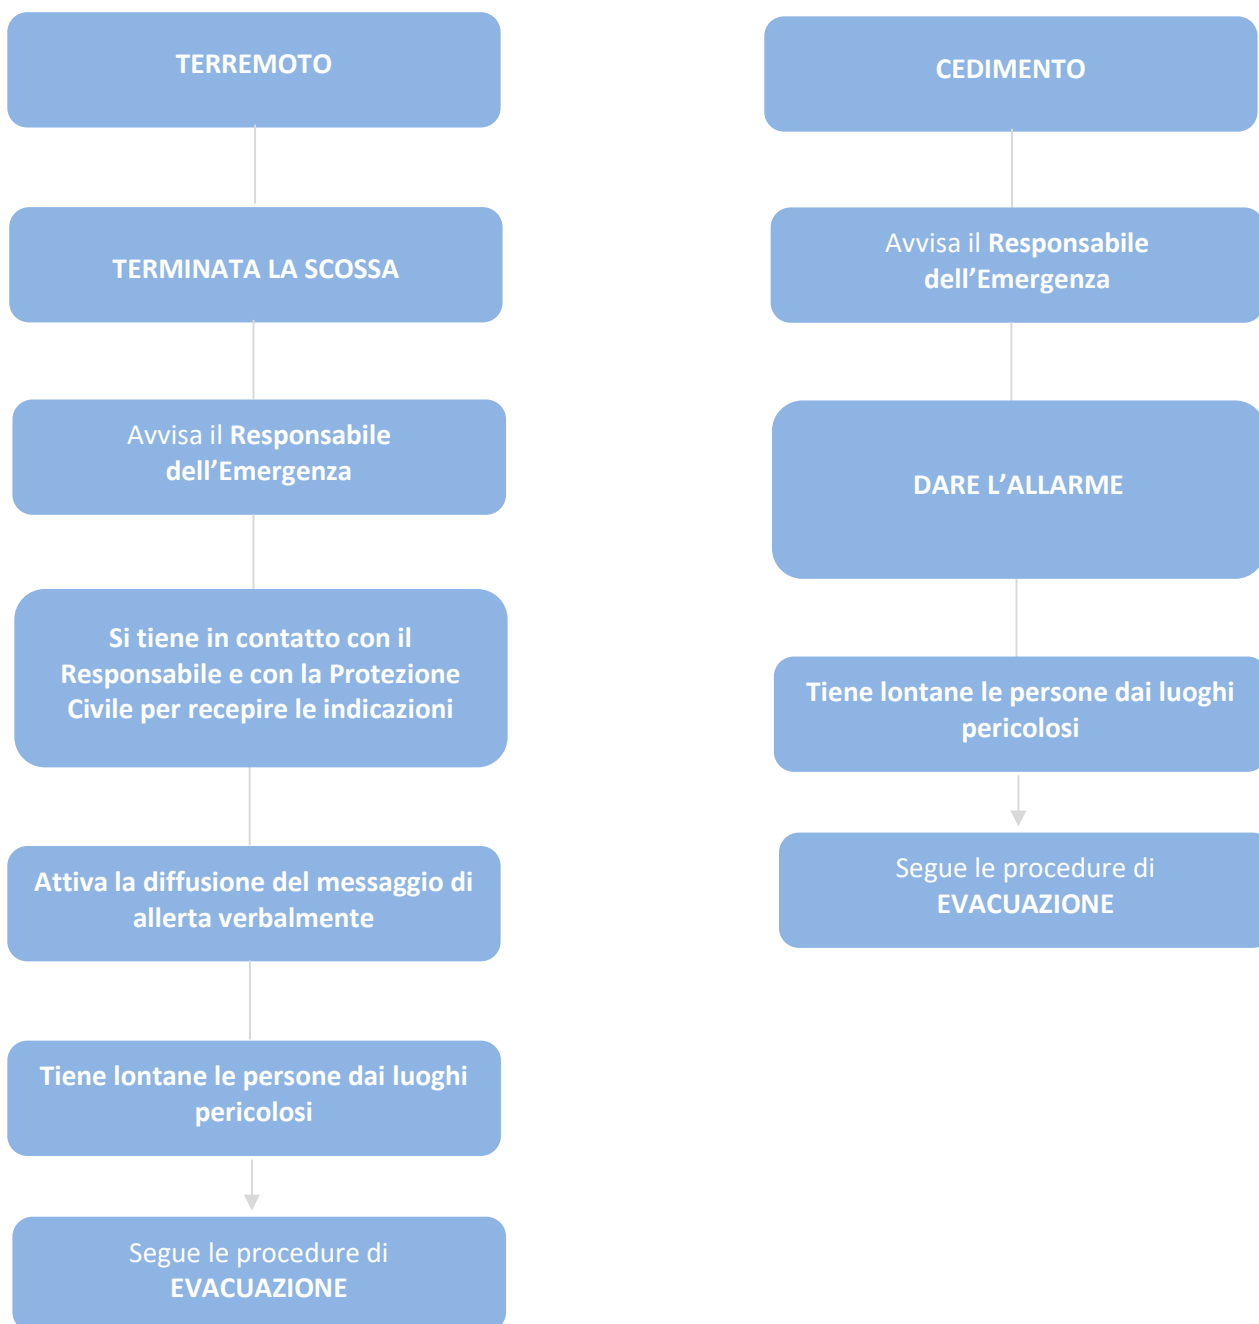 TERREMOTO
TERMINATA LA SCOSSA
Avvisa il Responsabile
dell’Emergenza
Si tiene in contatto con il
Responsabile e con la Protezione
Civile per recepire le indicazioni
Attiva la diffusione del messaggio di
allerta verbalmente
Tiene lontane le persone dai luoghi
pericolosi
Segue le procedure di
EVACUAZIONE
CEDIMENTO
Avvisa il Responsabile
dell’Emergenza
DARE L’ALLARME
Tiene lontane le persone dai luoghi
pericolosi
Segue le procedure di
EVACUAZIONE